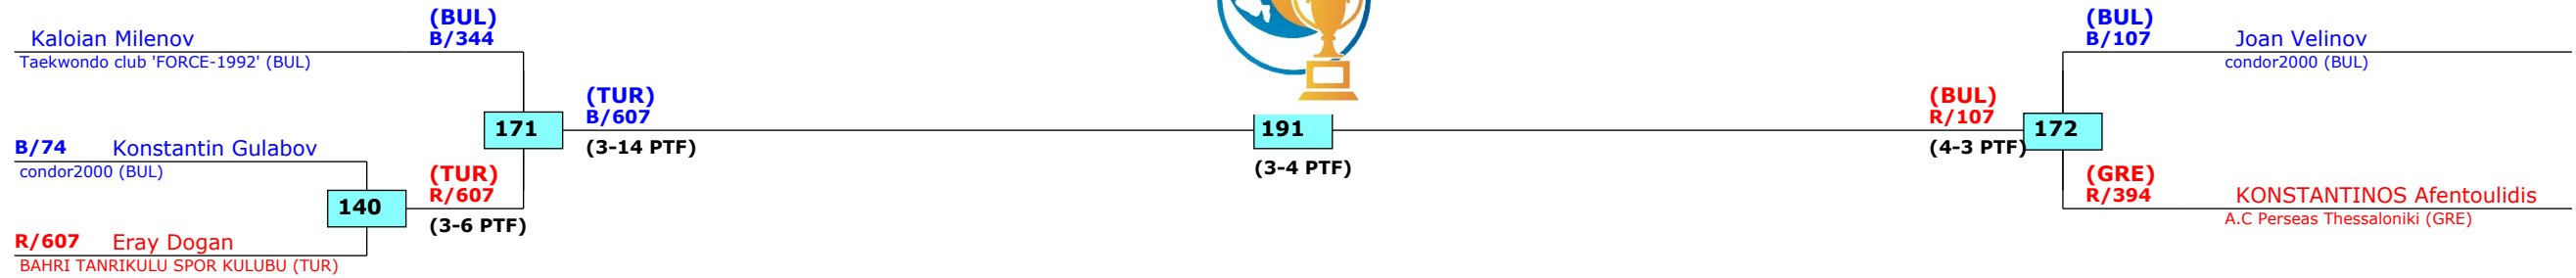 (BUL)
B/344
Kaloian Milenov
Taekwondo club 'FORCE-1992' (BUL)
171
(TUR)
B/607
(3-14 PTF)
B/74 Konstantin Gulabov
condor2000 (BUL)
140
(TUR)
R/607
(3-6 PTF)
R/607 Eray Dogan
BAHRI TANRIKULU SPOR KULUBU (TUR)
191
(3-4 PTF)
(BUL)
R/107
(4-3 PTF)
172
(BUL)
B/107
Joan Velinov
condor2000 (BUL)
(GRE)
R/394
KONSTANTINOS Afentoulidis
A.C Perseas Thessaloniki (GRE)